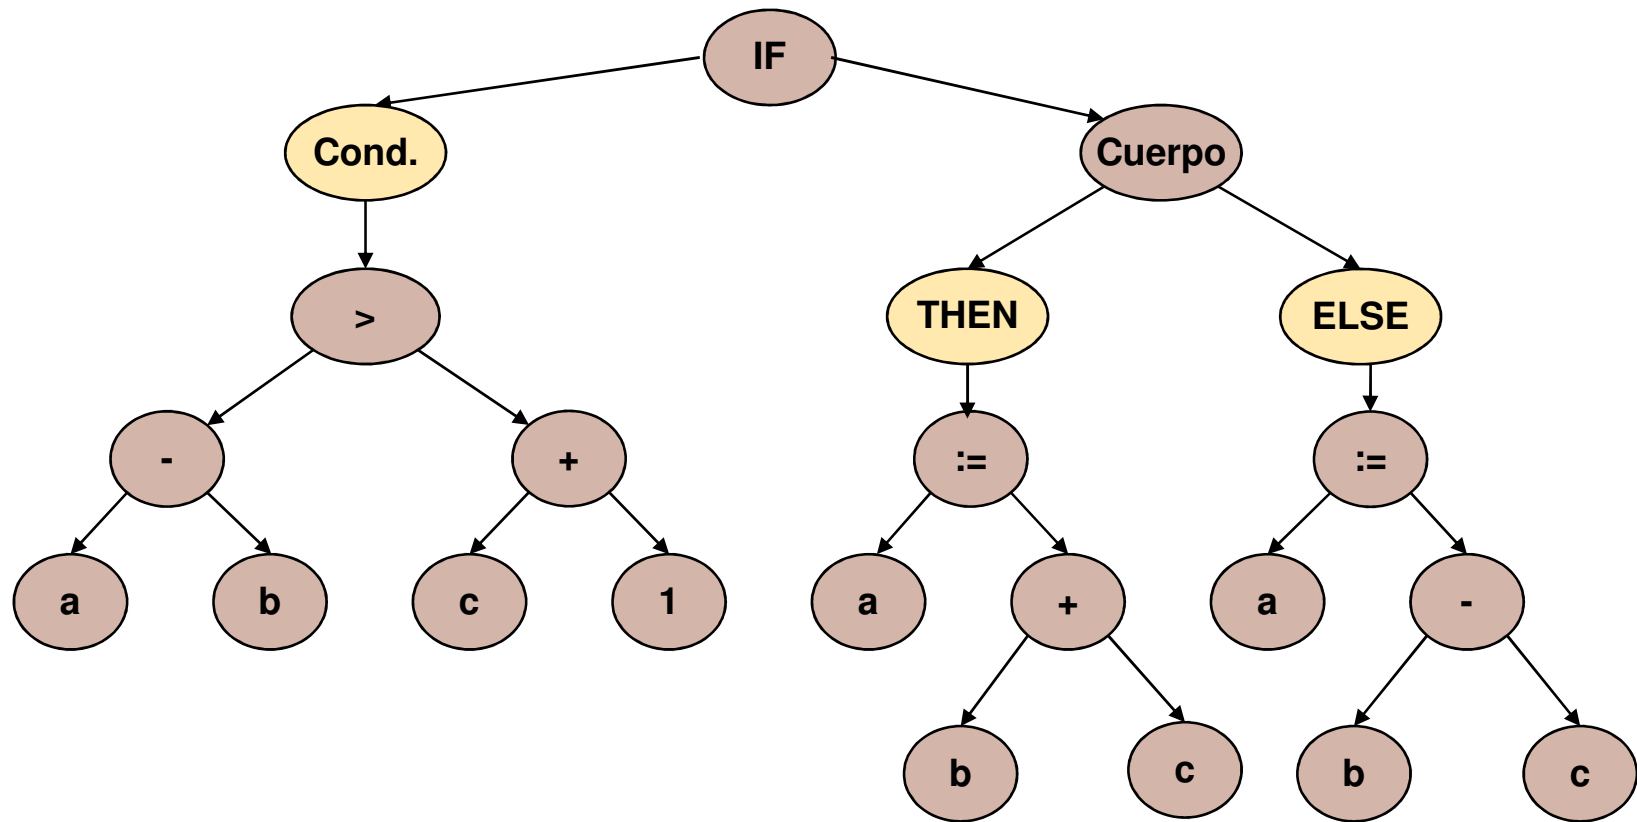 IF
Cond.
Cuerpo
>
THEN
ELSE
-
+
:=
:=
a
b
c
1
a
+
a
-
b
c
b
c